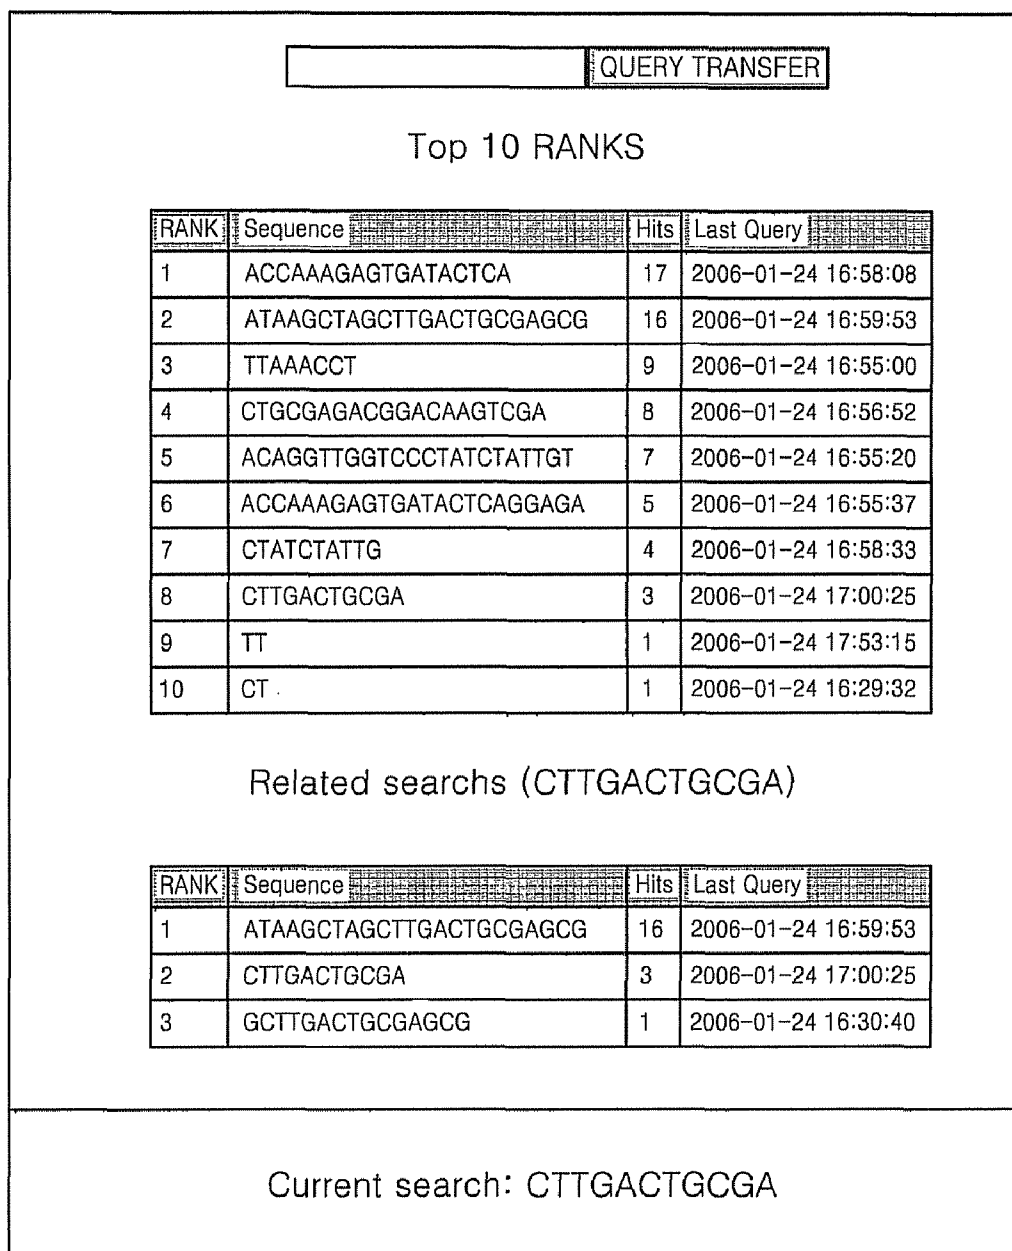 QUERY TRANSFER
Top 10 RANKS
RANK Sequence Hits Last Query
1 ACCAAAGAGTGATACTCA 17 2006-01-24 16:58:08
2 ATAAGCTAGCTTGACTGCGAGCG 16 2006-01-24 16:59:53
3 TTAAACCT 9 2006-01-24 16:55:00
4 CTGCGAGACGGACAAGTCGA 8 2006-01-24 16:56:52
5 ACAGGTTGGTCCCTATCTATTGT 7 2006-01-24 16:55:20
6 ACCAAAGAGTGATACTCAGGAGA 5 2006-01-24 16:55:37
7 CTATCTATTG 4 2006-01-24 16:58:33
8 CTTGACTGCGA 3 2006-01-24 17:00:25
9 TT 1 2006-01-24 17:53:15
10 CT 1 2006-01-24 16:29:32
Related searchs (CTTGACTGCGA)
RANK Sequence Hits Last Query
1 ATAAGCTAGCTTGACTGCGAGCG 16 2006-01-24 16:59:53
2 CTTGACTGCGA 3 2006-01-24 17:00:25
3 GCTTGACTGCGAGCG 1 2006-01-24 16:30:40
Current search: CTTGACTGCGA